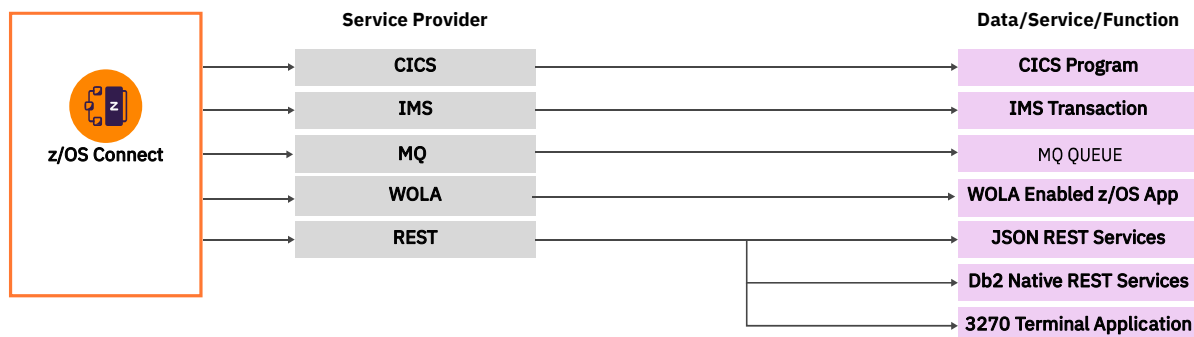 Service Provider
Data/Service/Function
z
z/OS Connect
CICS
CICS Program
IMS
IMS Transaction
MQ
MQ QUEUE
WOLA
WOLA Enabled z/OS App
REST
JSON REST Services
Db2 Native REST Services
3270 Terminal Application